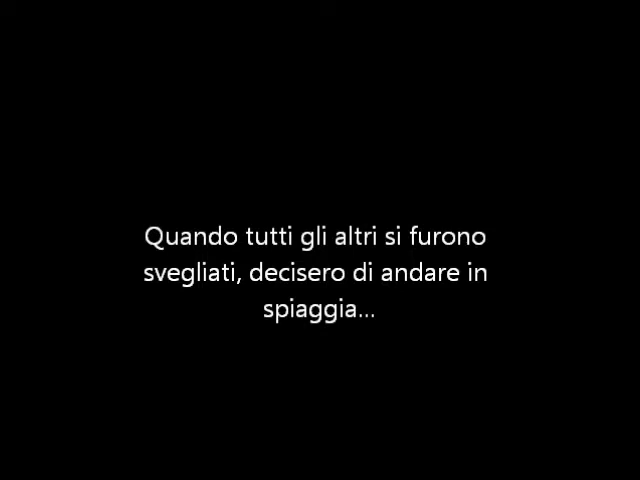 Quando tutti gli altri si furono
svegliati, decisero di andare in
spiaggia...